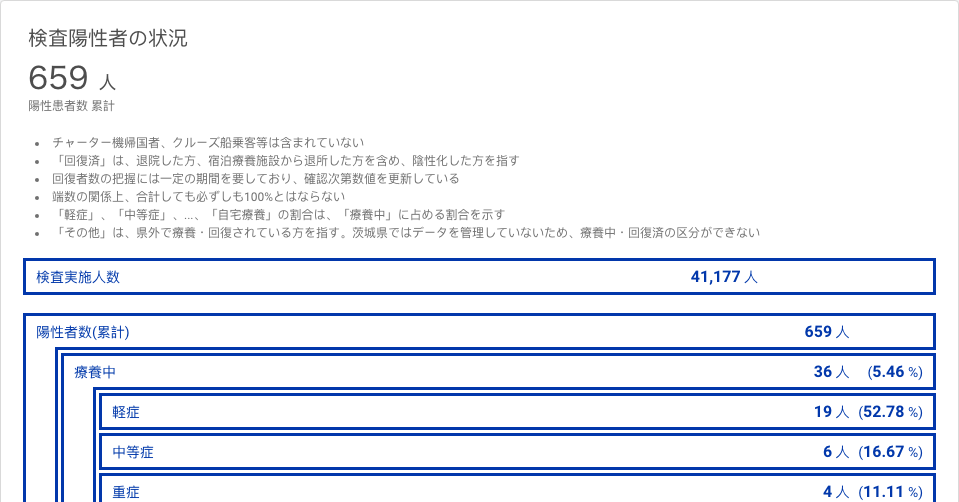 検査陽性者の状況
659 人
陽性患者数 累計
• チャーター機帰国者、クルーズ船乗客等は含まれていない
• 「回復済」は、退院した方、宿泊療養施設から退所した方を含め、陰性化した方を指す
• 回復者数の把握には一定の期間を要しており、確認次第数値を更新している
• 端数の関係上、合計しても必ずしも100%とはならない
• 「軽症」、「中等症」、...、「自宅療養」の割合は、「療養中」に占める割合を示す
• 「その他」は、県外で療養・回復されている方を指す。茨城県ではデータを管理していないため、療養中・回復済の区分ができない
検査実施人数 41,177 人
陽性者数(累計) 659 人
療養中 36 人 (5.46 %)
軽症 19 人 (52.78 %)
中等症 6 人 (16.67 %)
重症 4 人 (11.11 %)